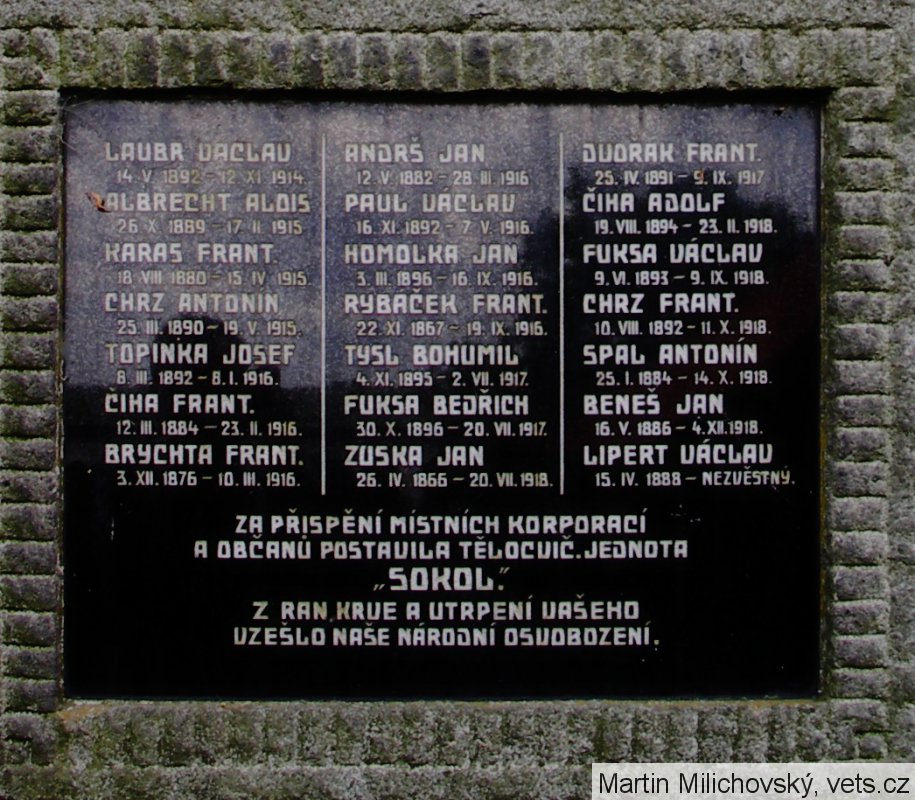 LAUBR VÁCLAV
14. V. 1892 – 12. XI. 1914.
ALBRECHT ALOIS
26. X. 1889 – 17. II. 1915.
KARAS FRANT.
18. VIII. 1880 – 15. IV. 1915.
CHRZ ANTONÍN
25. III. 1890 – 19. V. 1915.
TOPINKA JOSEF
8. III. 1892 – 8. I. 1916.
ČIHA FRANT.
12. III. 1884 – 23. II. 1916.
BRYCHTA FRANT.
3. XII. 1876 – 10. III. 1916.
ANDRŠ JAN
12. V. 1882 – 28. III. 1916
PAUL VÁCLAV
16. XI. 1892 – 7. V. 1916.
HOMOLKA JAN
3. III. 1896 – 16. IX. 1916.
RYBÁČEK FRANT.
22. XI. 1867 – 19. IX. 1916.
TYSL BOHUMIL
4. XI. 1895 – 2. VII. 1917.
FUKSA BEDŘICH
30. X. 1896 – 20. VII. 1917.
ZUSKA JAN
26. IV. 1866 – 20. VII. 1918.
DVOŘÁK FRANT.
25. IV. 1891 – 9. IX. 1917
ČIHA ADOLF
19. VIII. 1894 – 23. II. 1918.
FUKSA VÁCLAV
9. VI. 1893 – 9. IX. 1918.
CHRZ FRANT.
10. VIII. 1892 – 11. X. 1918.
SPAL ANTONÍN
25. I. 1884 – 14. X. 1918.
BENEŠ JAN
16. V. 1886 – 4. XII. 1918.
LIPERT VÁCLAV
15. IV. 1888 – NEZVĚSTNÝ.
ZA PŘISPĚNÍ MÍSTNÍCH KORPORACÍ
A OBČANŮ POSTAVILA TĚLOCVIČ. JEDNOTA
„SOKOL."
Z RAN, KRVE A UTRPENÍ VAŠEHO
VZEŠLO NAŠE NÁRODNÍ OSVOBOZENÍ.
Martin Milichovský, vets.cz